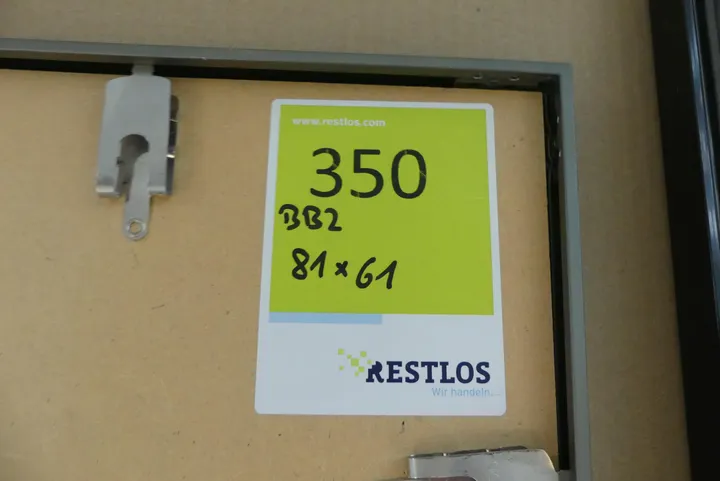 www.restlos.com
350
BB2
81 x 61
RESTLOS
Wir handeln...